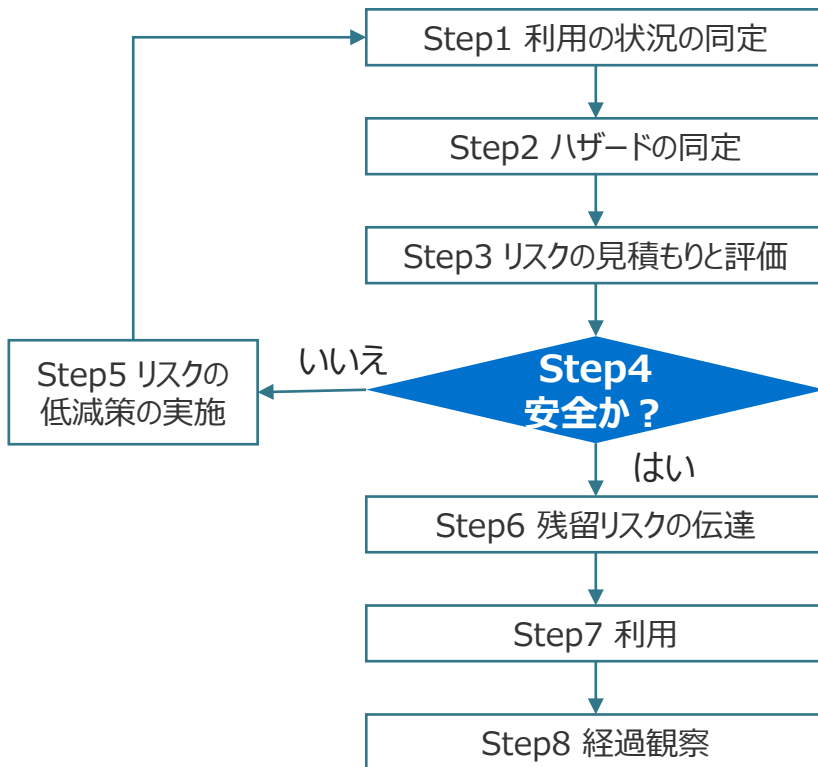 Step1 利用の状況の同定
Step2 ハザードの同定
Step3 リスクの見積もりと評価
Step4
安全か？
いいえ
Step5 リスクの
低減策の実施
はい
Step6 残留リスクの伝達
Step7 利用
Step8 経過観察